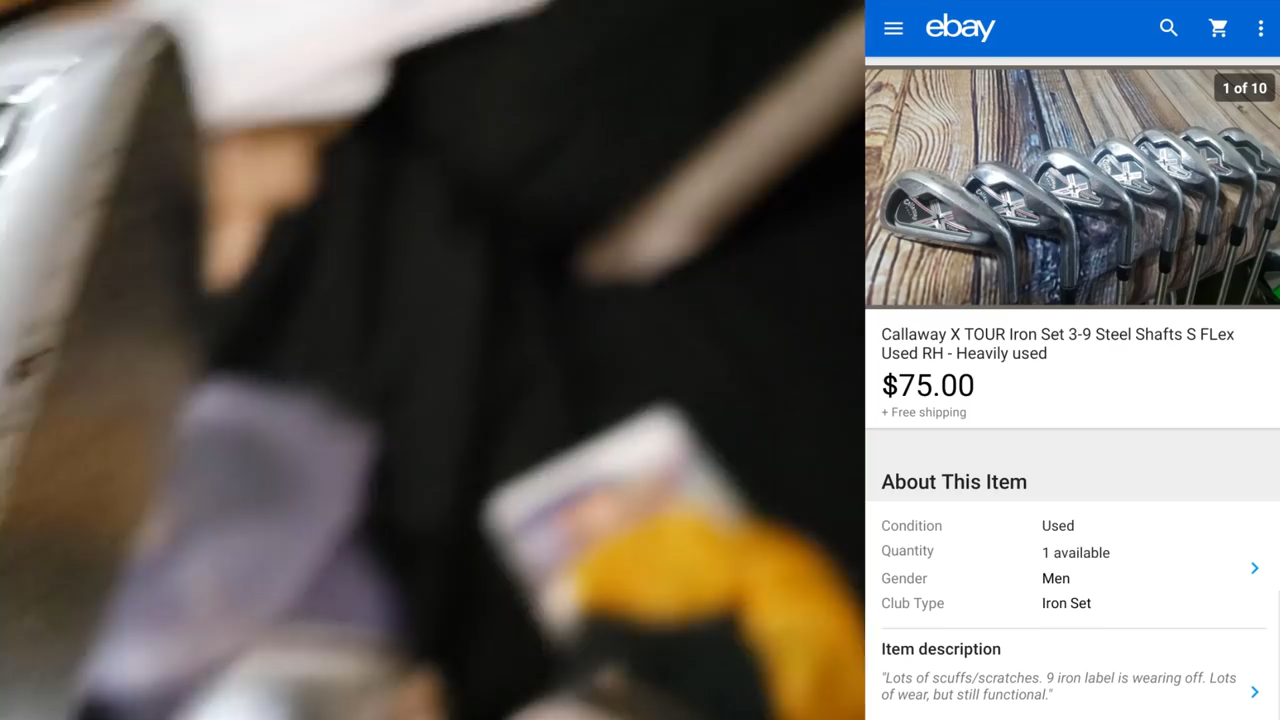 ebay
1 of 10
Callaway X TOUR Iron Set 3-9 Steel Shafts S FLex
Used RH - Heavily used
$75.00
+ Free shipping
About This Item
Condition Used
Quantity 1 available
Gender Men
Club Type Iron Set
Item description
"Lots of scuffs/scratches. 9 iron label is wearing off. Lots
of wear, but still functional."